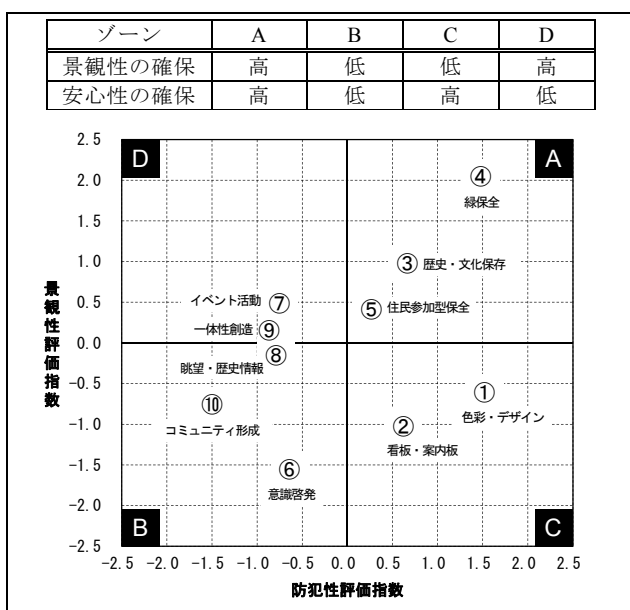 ゾーン A B C D
景観性の確保 高 低 低 高
安心性の確保 高 低 高 低
2.5
2.0
1.5
1.0
0.5
0.0
-0.5
-1.0
-1.5
-2.0
-2.5
景観性評価指数
D
A
④
緑保全
③ 歴史・文化保存
イベント活動 ⑦
⑤ 住民参加型保全
一体性創造 ⑨
⑧
眺望・歴史情報
①
色彩・デザイン
⑩
コミュニティ形成
②
看板・案内板
⑥
意識啓発
B
C
-2.5 -2.0 -1.5 -1.0 -0.5 0.0 0.5 1.0 1.5 2.0 2.5
防犯性評価指数